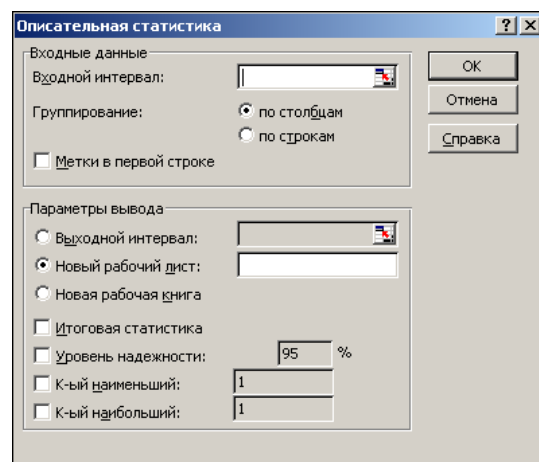 Описательная статистика
Входные данные
Входной интервал:
Группирование:
по столбцам
по строкам
Метки в первой строке
OK
Отмена
Справка
Параметры вывода
Выходной интервал:
Новый рабочий лист:
Новая рабочая книга
Итоговая статистика
Уровень надежности: 95 %
К-ый наименьший: 1
К-ый наибольший: 1